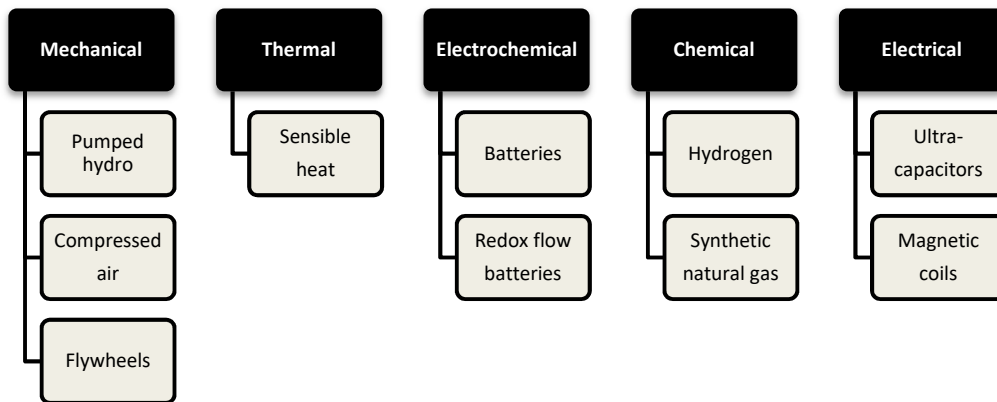 Mechanical
Pumped
hydro
Compressed
air
Flywheels
Thermal
Sensible
heat
Electrochemical
Batteries
Redox flow
batteries
Chemical
Hydrogen
Synthetic
natural gas
Electrical
Ultra-
capacitors
Magnetic
coils